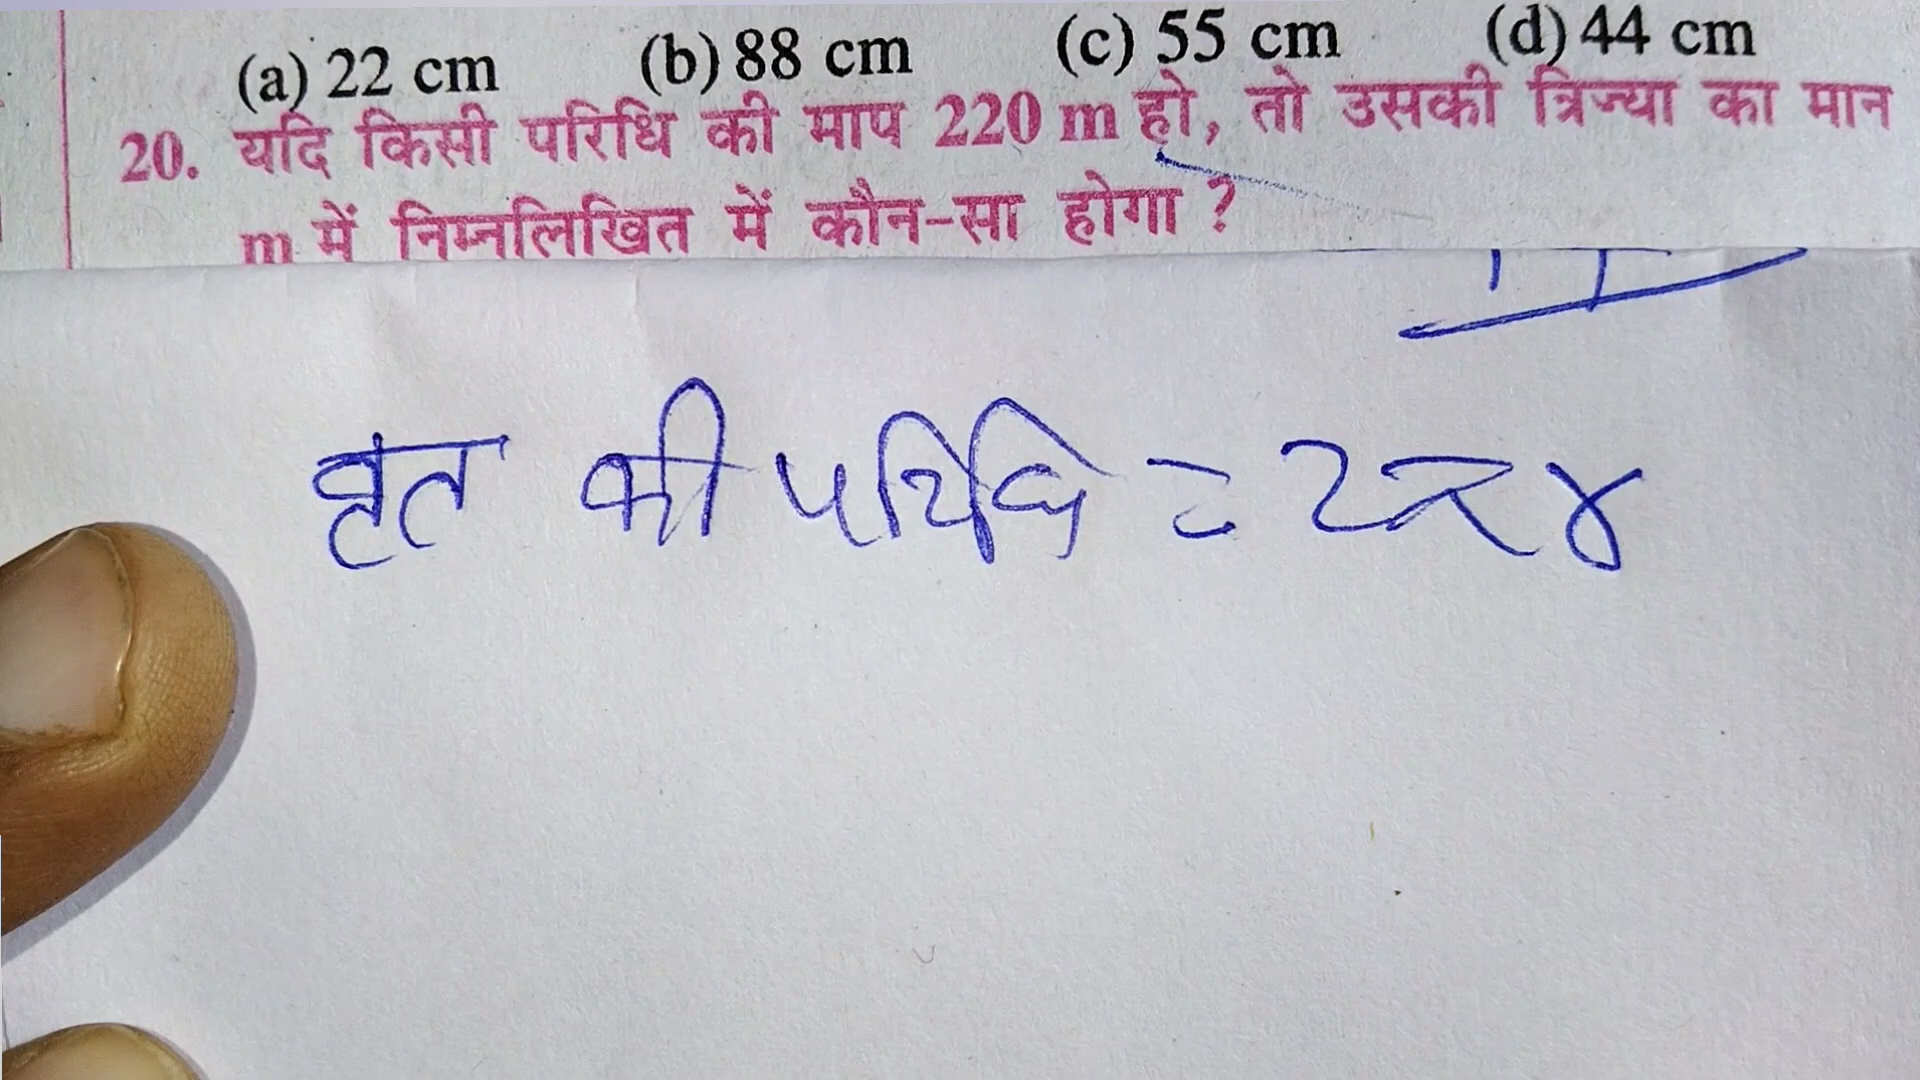 (a) 22 cm (b) 88 cm (c) 55 cm (d) 44 cm
20. यदि किसी परिधि की माप 220 m हो, तो उसकी त्रिज्या का मान
m में निम्नलिखित में कौन-सा होगा ?
वृत की परिधि = 2πr